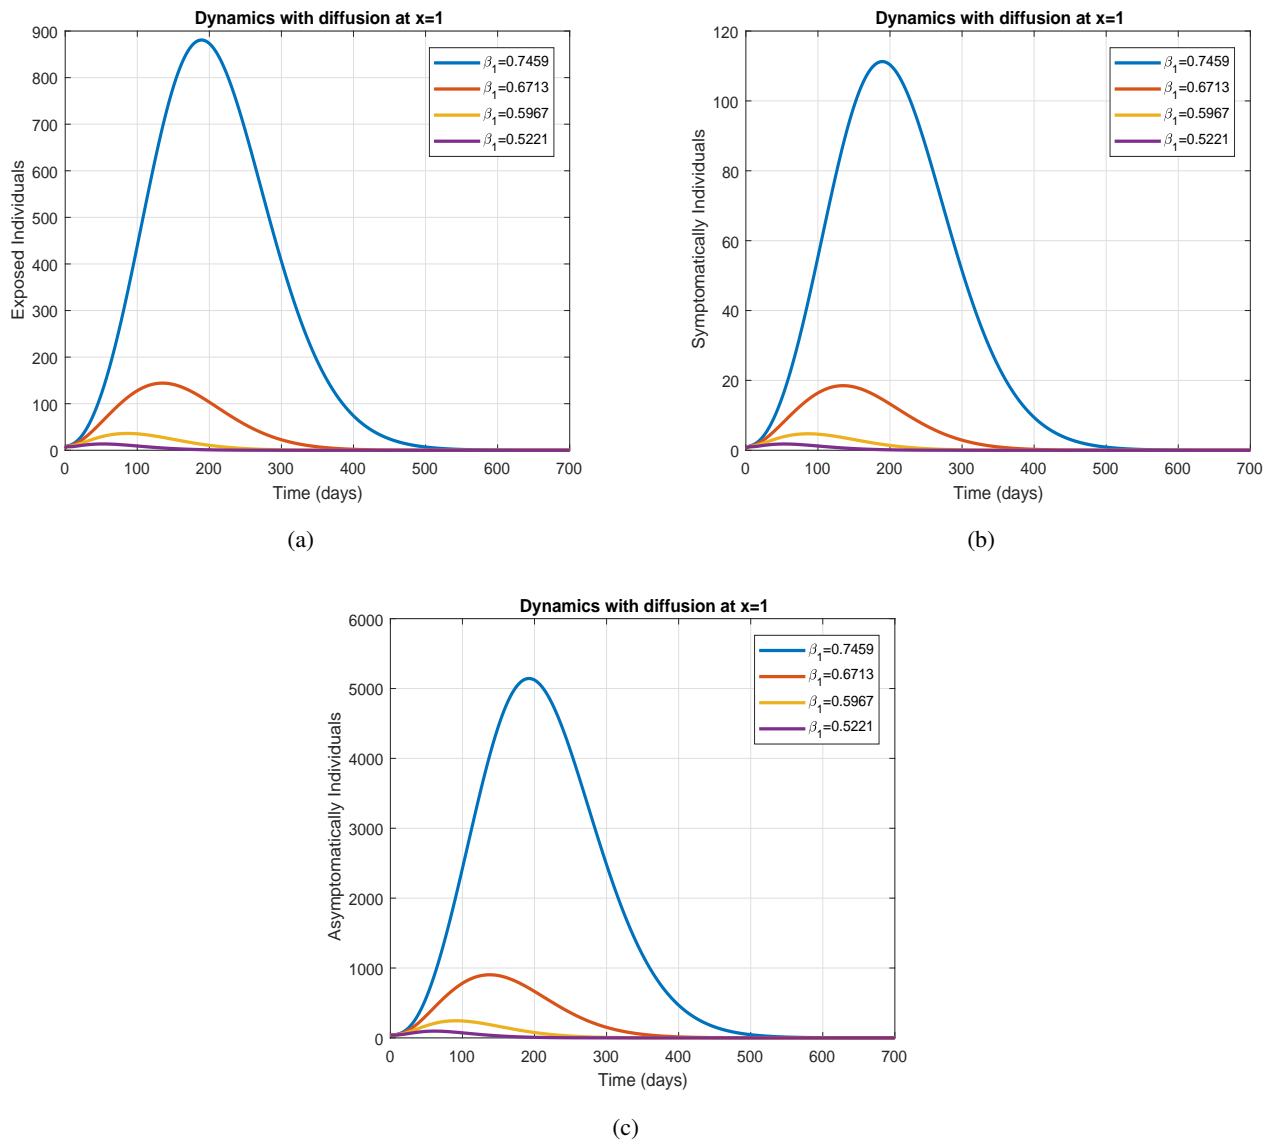 Dynamics with diffusion at x=1
900
800
700
600
500
400
300
200
100
0
Exposed Individuals
β1=0.7459
β1=0.6713
β1=0.5967
β1=0.5221
0 100 200 300 400 500 600 700
Time (days)
(a)
Dynamics with diffusion at x=1
120
100
80
60
40
20
0
Symptomatically Individuals
β1=0.7459
β1=0.6713
β1=0.5967
β1=0.5221
0 100 200 300 400 500 600 700
Time (days)
(b)
Dynamics with diffusion at x=1
6000
5000
4000
3000
2000
1000
0
Asymptomatically Individuals
β1=0.7459
β1=0.6713
β1=0.5967
β1=0.5221
0 100 200 300 400 500 600 700
Time (days)
(c)